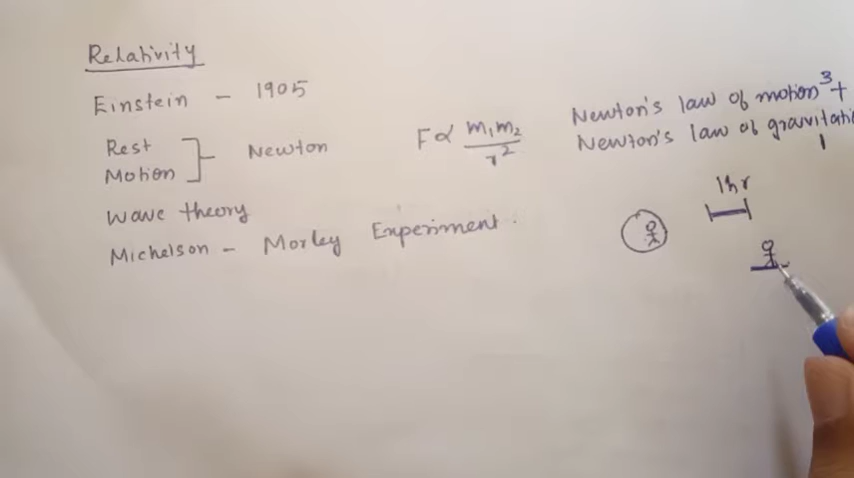 Relativity
Einstein - 1905
Rest
Motion
Newton
Wave theory
Michelson - Morley Experiment.
F∝ m₁m₂/r²
Newton's law of motion 3 +
Newton's law of gravitati
1
1hr